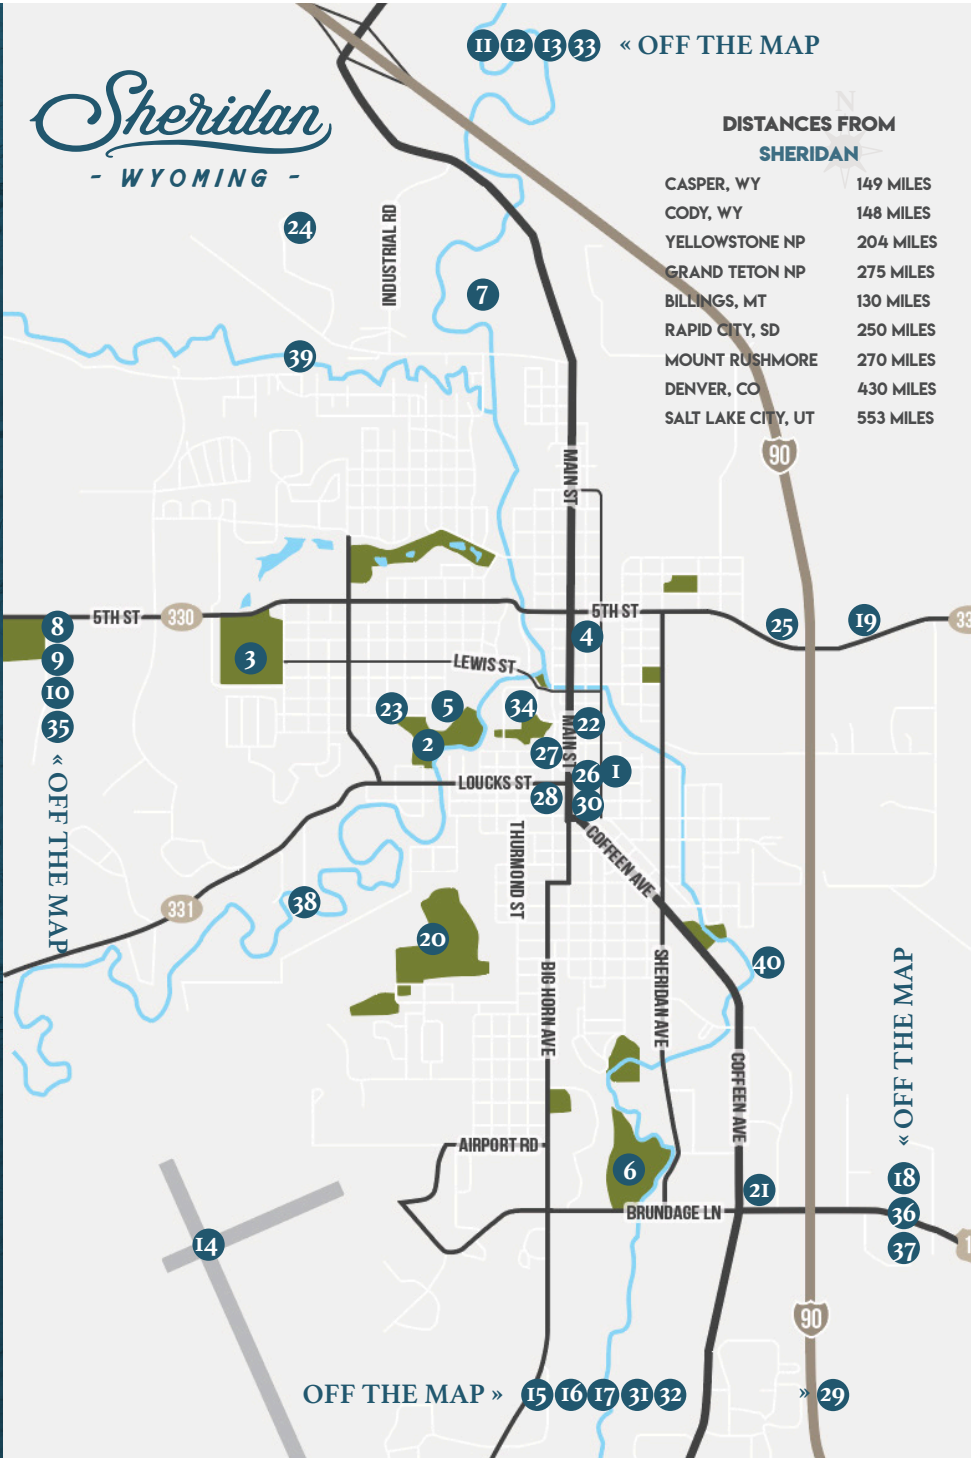 11 12 13 33 « OFF THE MAP
Sheridan
- WYOMING -
N
DISTANCES FROM
SHERIDAN
CASPER, WY 149 MILES
CODY, WY 148 MILES
YELLOWSTONE NP 204 MILES
GRAND TETON NP 275 MILES
BILLINGS, MT 130 MILES
RAPID CITY, SD 250 MILES
MOUNT RUSHMORE 270 MILES
DENVER, CO 430 MILES
SALT LAKE CITY, UT 553 MILES
24
INDUSTRIAL RD
7
39
MAIN ST
90
5TH ST
330
5TH ST
33
8
9
10
35
« OFF THE MAP
3
4
25
19
LEWIS ST
23
5
34
2
MAIN ST
22
27
26
1
LOUCKS ST
28
30
THURMOND ST
COFFEEN AVE
331
38
20
BIG HORN AVE
SHERIDAN AVE
40
COFFEEN AVE
« OFF THE MAP
18
36
37
1
AIRPORT RD
6
21
BRUNDAGE LN
14
90
OFF THE MAP » 15 16 17 31 32
» 29